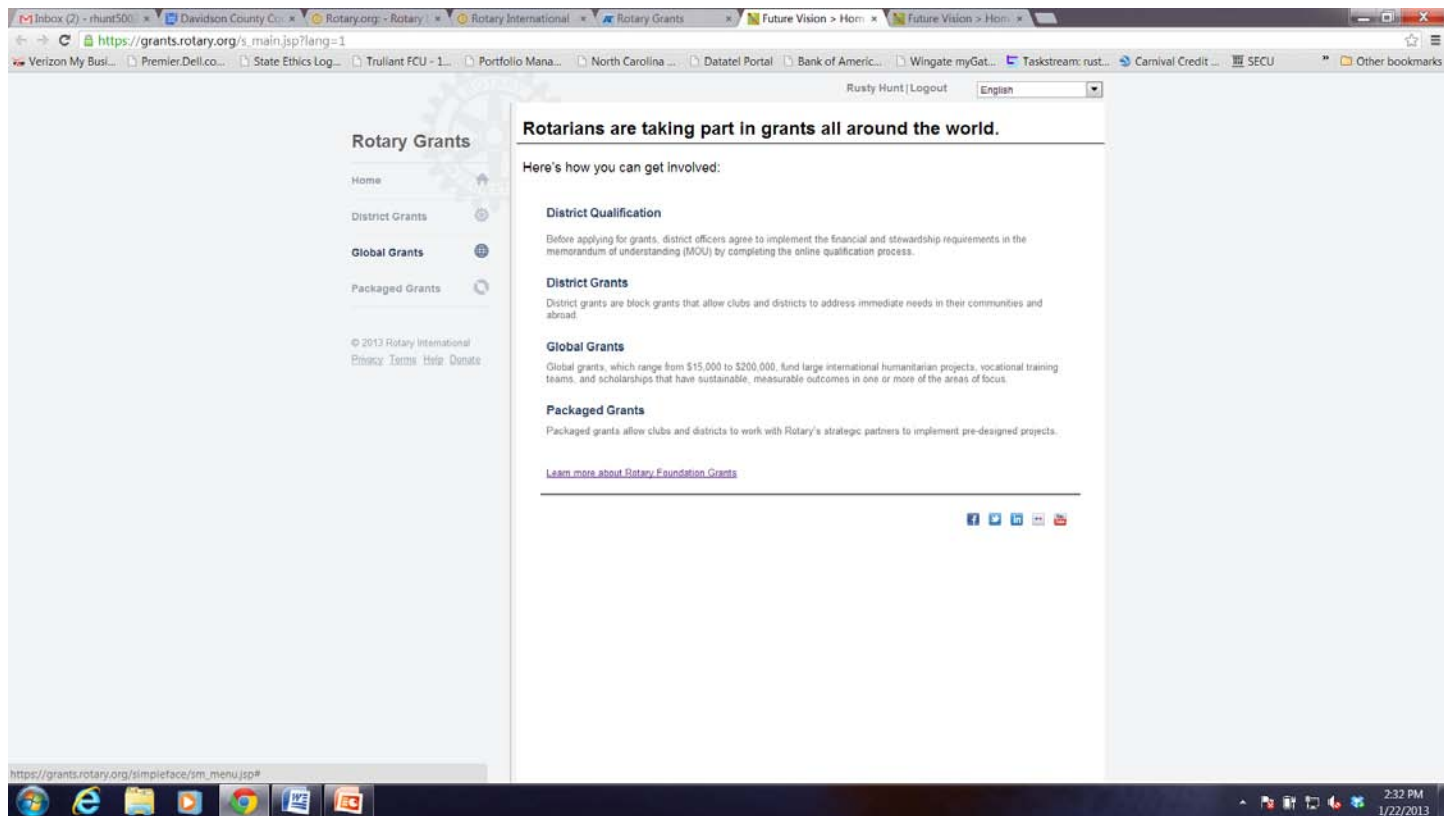 Inbox (2) - rhunt500
Davidson County Co
Rotary.org: - Rotary
Rotary International
Rotary Grants
Future Vision > Hom
Future Vision > Hom
https://grants.rotary.org/s_main.jsp?lang=1
Verizon My Busi...
Premier.Dell.co...
State Ethics Log...
Truliant FCU - 1...
Portfolio Mana...
North Carolina ...
Datatel Portal
Bank of Americ...
Wingate myGat...
Taskstream: rust...
Carnival Credit ...
SECU
»
Other bookmarks
Rusty Hunt|Logout
English
Rotary Grants
Home
District Grants
Global Grants
Packaged Grants
© 2013 Rotary International
Privacy Terms Help Donate
Rotarians are taking part in grants all around the world.
Here's how you can get involved:
District Qualification
Before applying for grants, district officers agree to implement the financial and stewardship requirements in the
memorandum of understanding (MOU) by completing the online qualification process.
District Grants
District grants are block grants that allow clubs and districts to address immediate needs in their communities and
abroad.
Global Grants
Global grants, which range from $15,000 to $200,000, fund large international humanitarian projects, vocational training
teams, and scholarships that have sustainable, measurable outcomes in one or more of the areas of focus.
Packaged Grants
Packaged grants allow clubs and districts to work with Rotary's strategic partners to implement pre-designed projects.
Learn more about Rotary Foundation Grants
https://grants.rotary.org/simpleface/sm_menu.jsp#
2:32 PM
1/22/2013